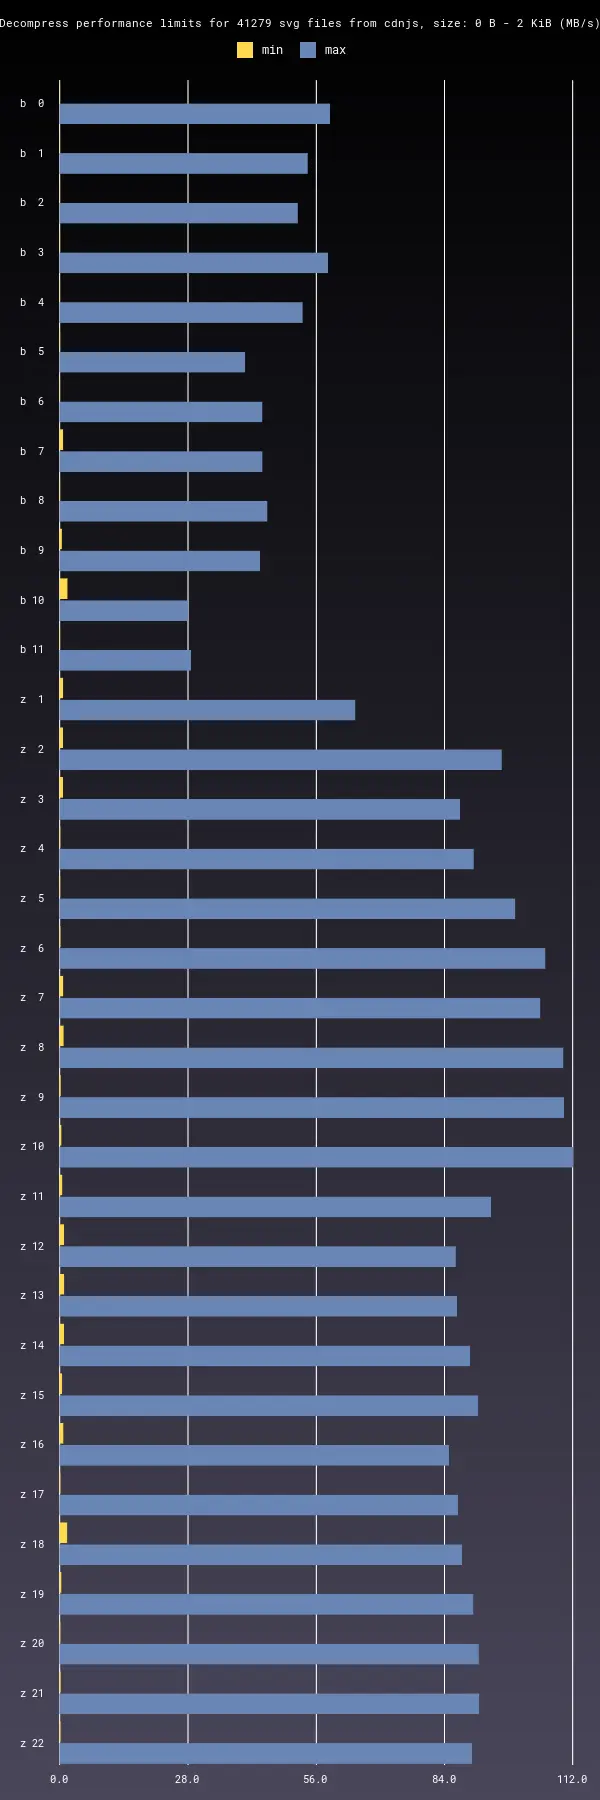 Decompress performance limits for 41279 svg files from cdnjs, size: 0 B - 2 KiB (MB/s)
min max
b 0
b 1
b 2
b 3
b 4
b 5
b 6
b 7
b 8
b 9
b 10
b 11
z 1
z 2
z 3
z 4
z 5
z 6
z 7
z 8
z 9
z 10
z 11
z 12
z 13
z 14
z 15
z 16
z 17
z 18
z 19
z 20
z 21
z 22
0.0 28.0 56.0 84.0 112.0